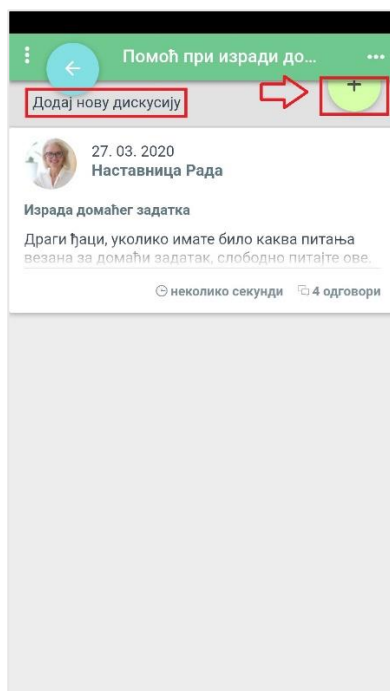 Помоћ при изради до...
Додај нову дискусију
27. 03. 2020
Наставница Рада
Израда домаћег задатка
Драги ђаци, уколико имате било каква питања
везана за домаћи задатак, слободно питајте ове.
неколико секунди 4 одговори